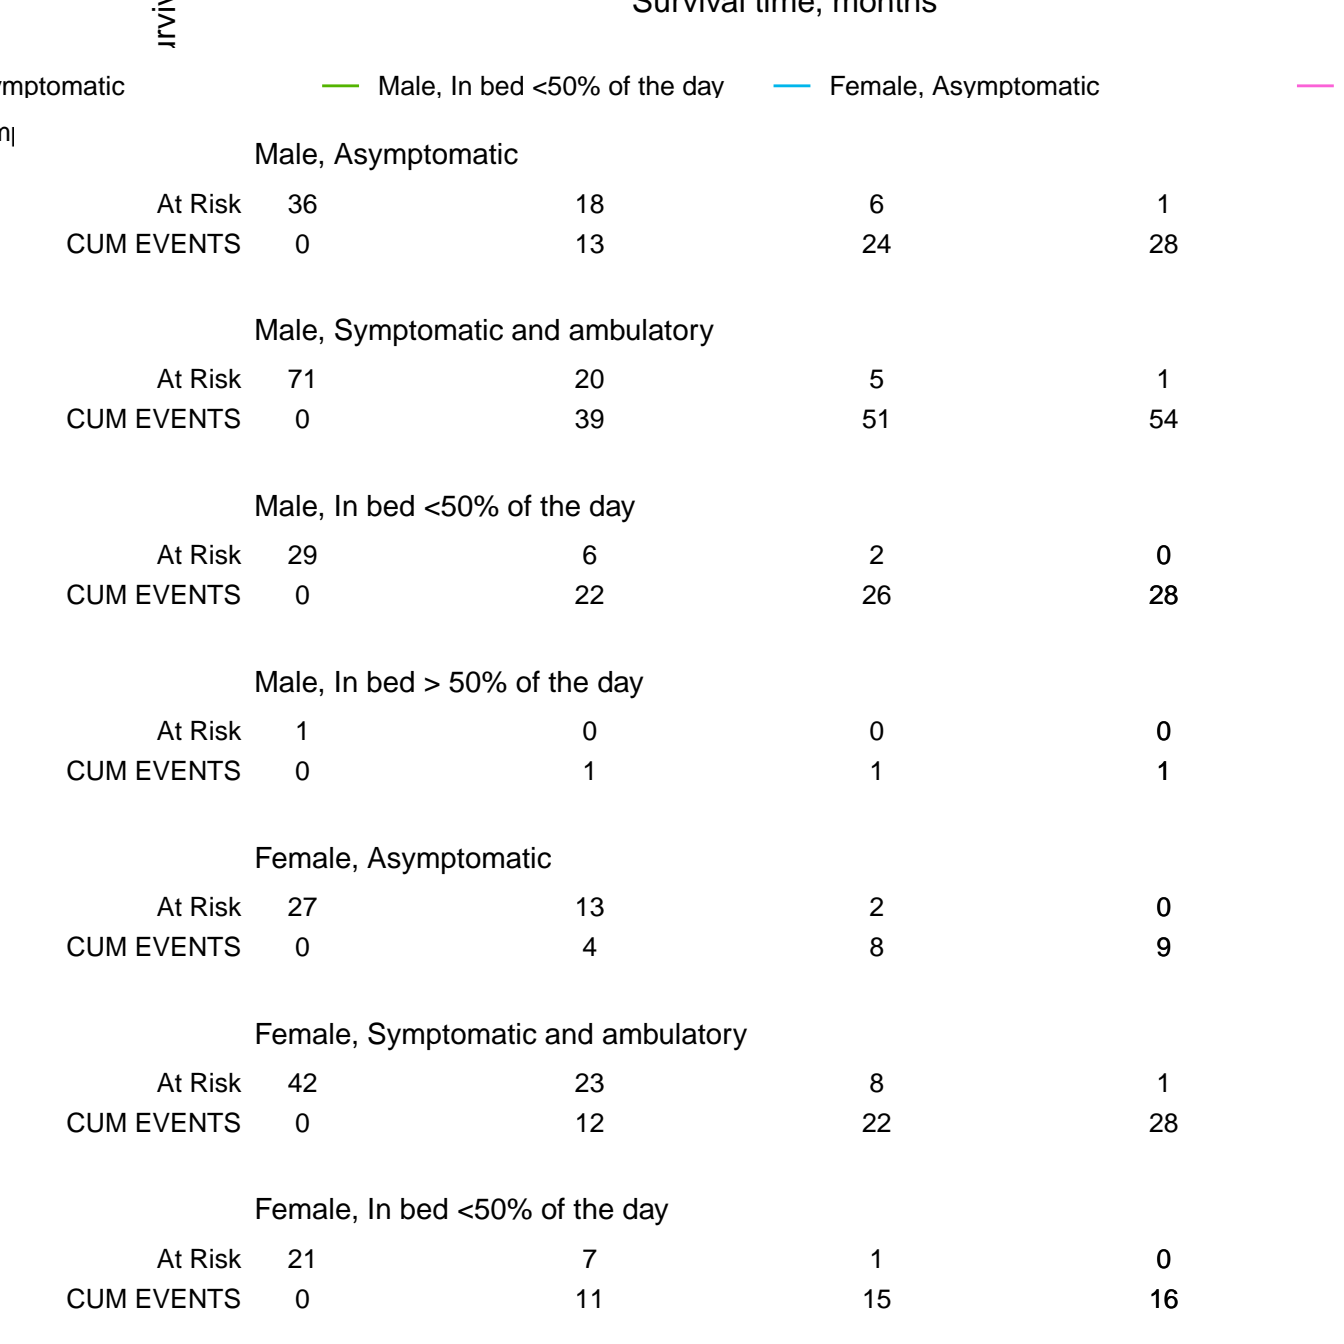 Survival time, months
Male, In bed <50% of the day Female, Asymptomatic
Male, Asymptomatic
At Risk 36 18 6 1
CUM EVENTS 0 13 24 28
Male, Symptomatic and ambulatory
At Risk 71 20 5 1
CUM EVENTS 0 39 51 54
Male, In bed <50% of the day
At Risk 29 6 2 0
CUM EVENTS 0 22 26 28
Male, In bed > 50% of the day
At Risk 1 0 0 0
CUM EVENTS 0 1 1 1
Female, Asymptomatic
At Risk 27 13 2 0
CUM EVENTS 0 4 8 9
Female, Symptomatic and ambulatory
At Risk 42 23 8 1
CUM EVENTS 0 12 22 28
Female, In bed <50% of the day
At Risk 21 7 1 0
CUM EVENTS 0 11 15 16